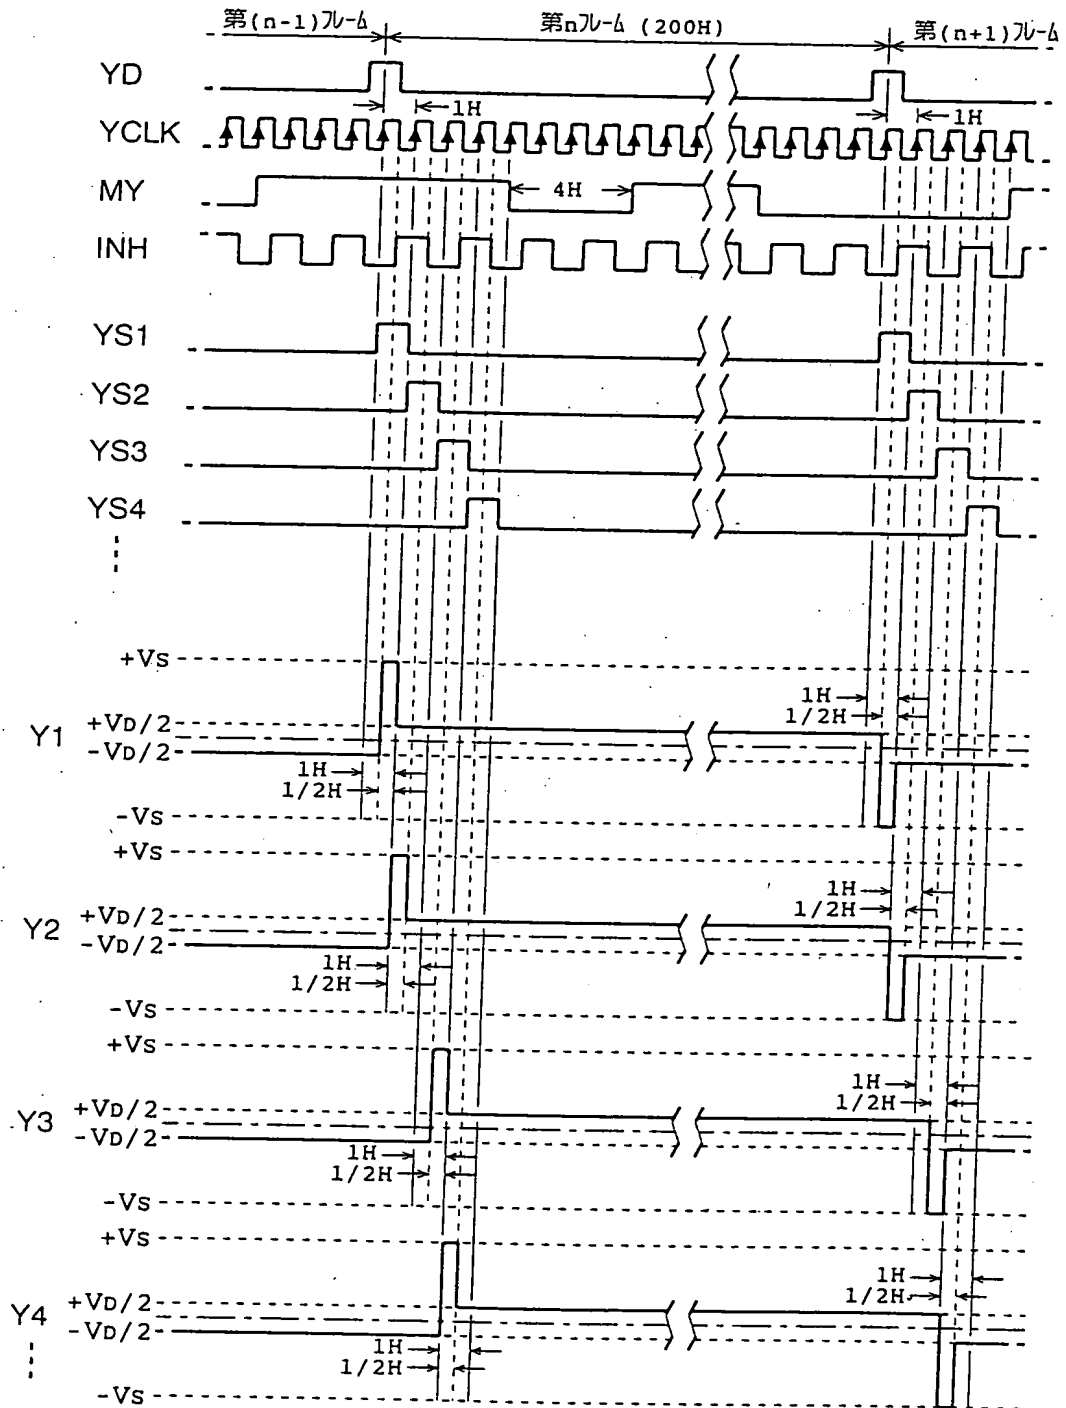 第(n-1)フレーム 第nフレーム (200H) 第(n+1)フレーム
YD
1H 1H
YCLK
MY
4H
INH
YS1
YS2
YS3
YS4
+VS
1H
1/2H
Y1
+VD/2
-VD/2
1H
1/2H
-VS
+VS
1H
1/2H
Y2
+VD/2
-VD/2
1H
1/2H
-VS
+VS
1H
1/2H
Y3
+VD/2
-VD/2
1H
1/2H
-VS
+VS
1H
1/2H
Y4
+VD/2
-VD/2
1H
1/2H
-VS